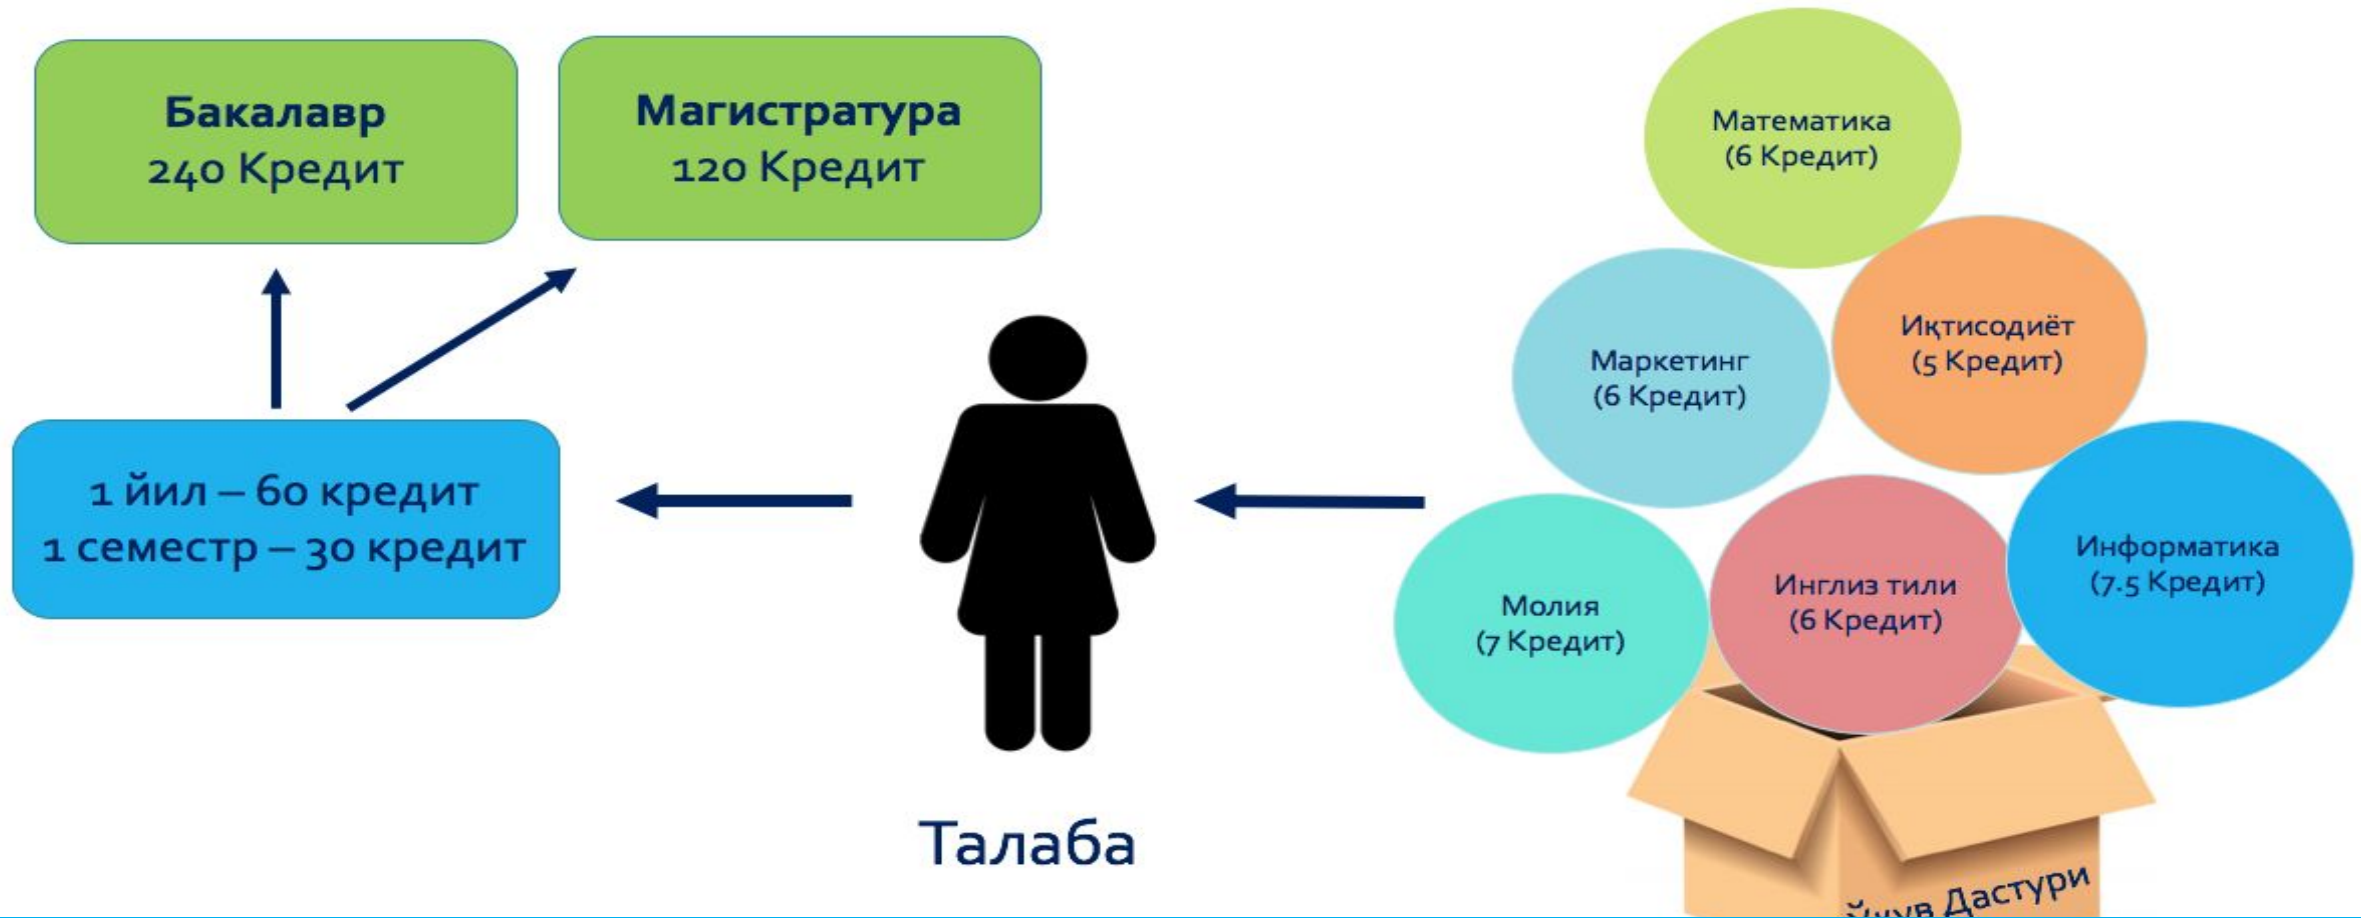 Бакалавр
240 Кредит
Магистратура
120 Кредит
1 йил – 60 кредит
1 семестр – 30 кредит
Талаба
Математика
(6 Кредит)
Иқтисодиёт
(5 Кредит)
Маркетинг
(6 Кредит)
Информатика
(7.5 Кредит)
Инглиз тили
(6 Кредит)
Молия
(7 Кредит)
Дастури